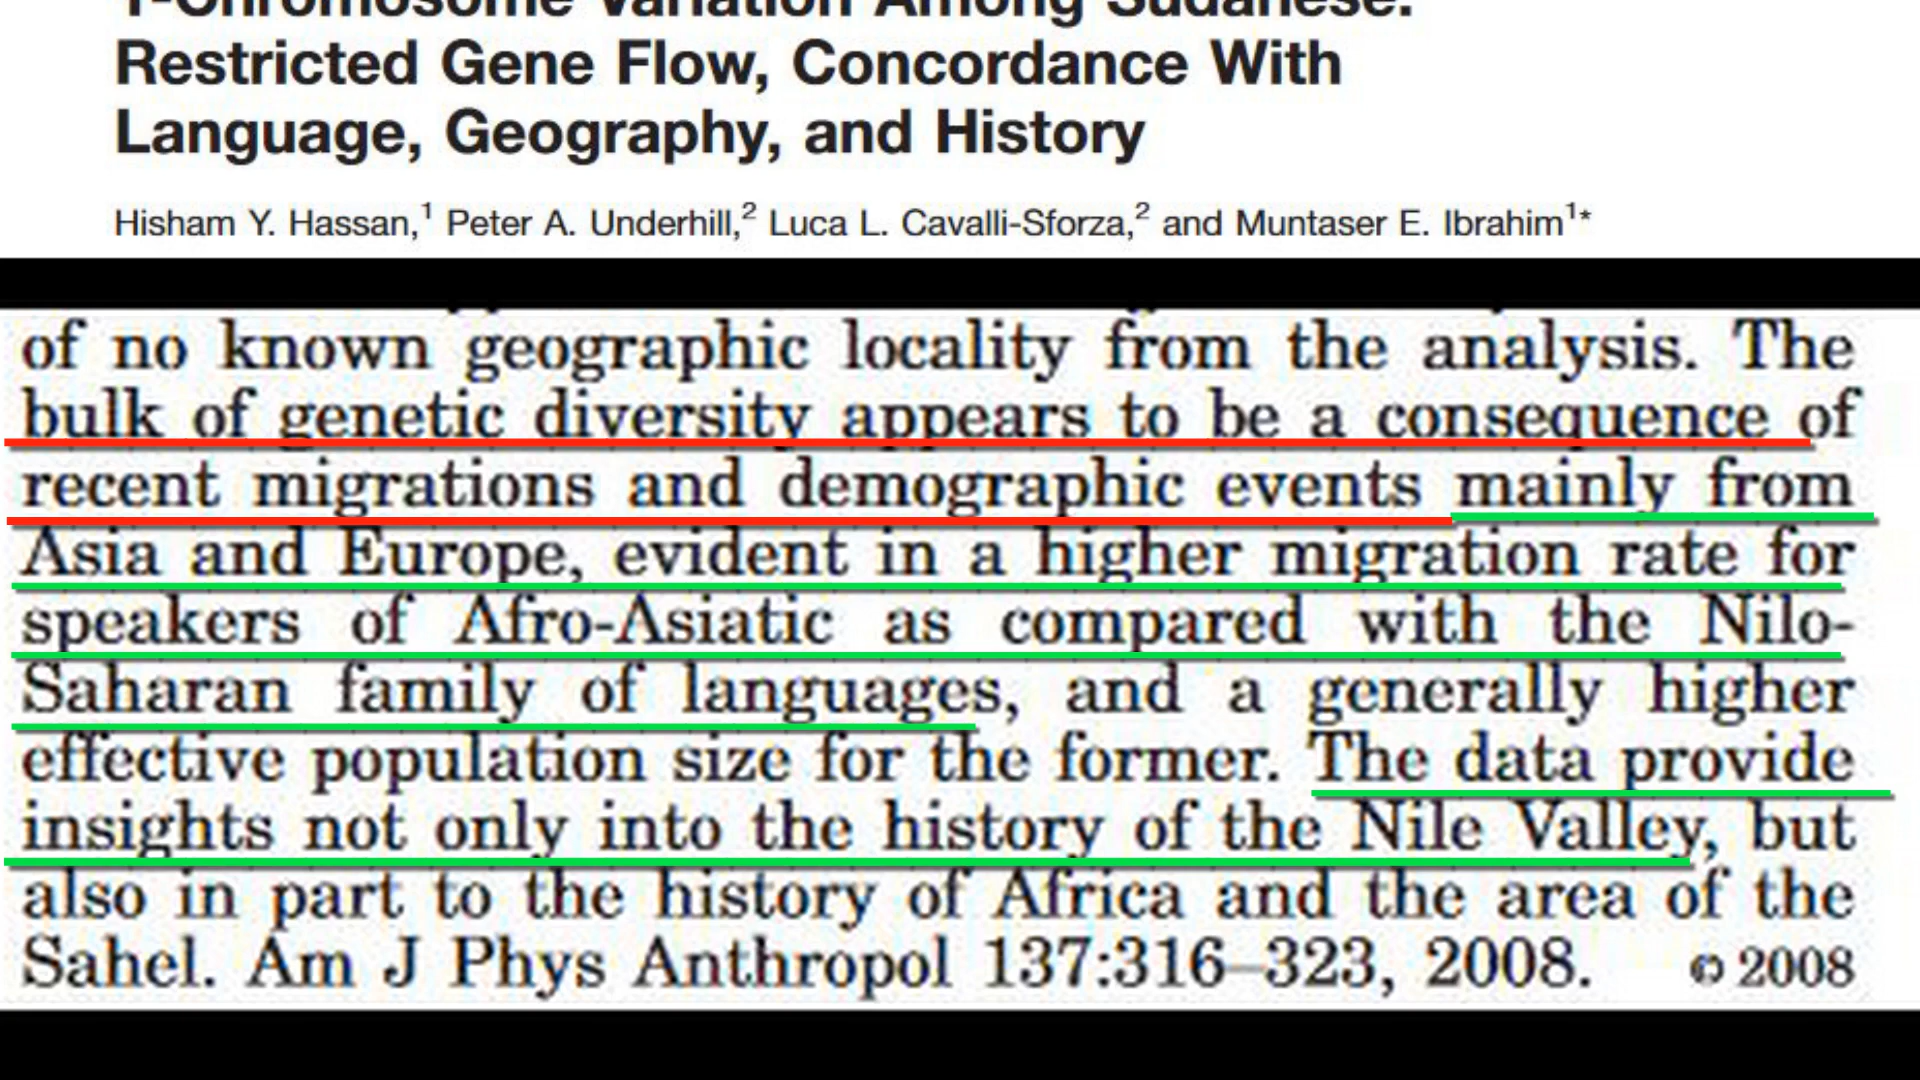 Y-Chromosome Variation Among Sudanese:
Restricted Gene Flow, Concordance With
Language, Geography, and History
Hisham Y. Hassan,1 Peter A. Underhill,2 Luca L. Cavalli-Sforza,2 and Muntaser E. Ibrahim1*
of no known geographic locality from the analysis. The
bulk of genetic diversity appears to be a consequence of
recent migrations and demographic events mainly from
Asia and Europe, evident in a higher migration rate for
speakers of Afro-Asiatic as compared with the Nilo-
Saharan family of languages, and a generally higher
effective population size for the former. The data provide
insights not only into the history of the Nile Valley, but
also in part to the history of Africa and the area of the
Sahel. Am J Phys Anthropol 137:316–323, 2008. © 2008